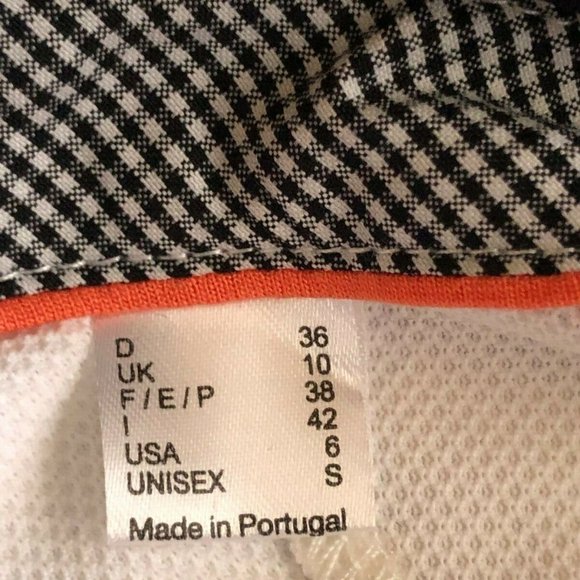 D 36
UK 10
F / E / P 38
I 42
USA 6
UNISEX S
Made in Portugal